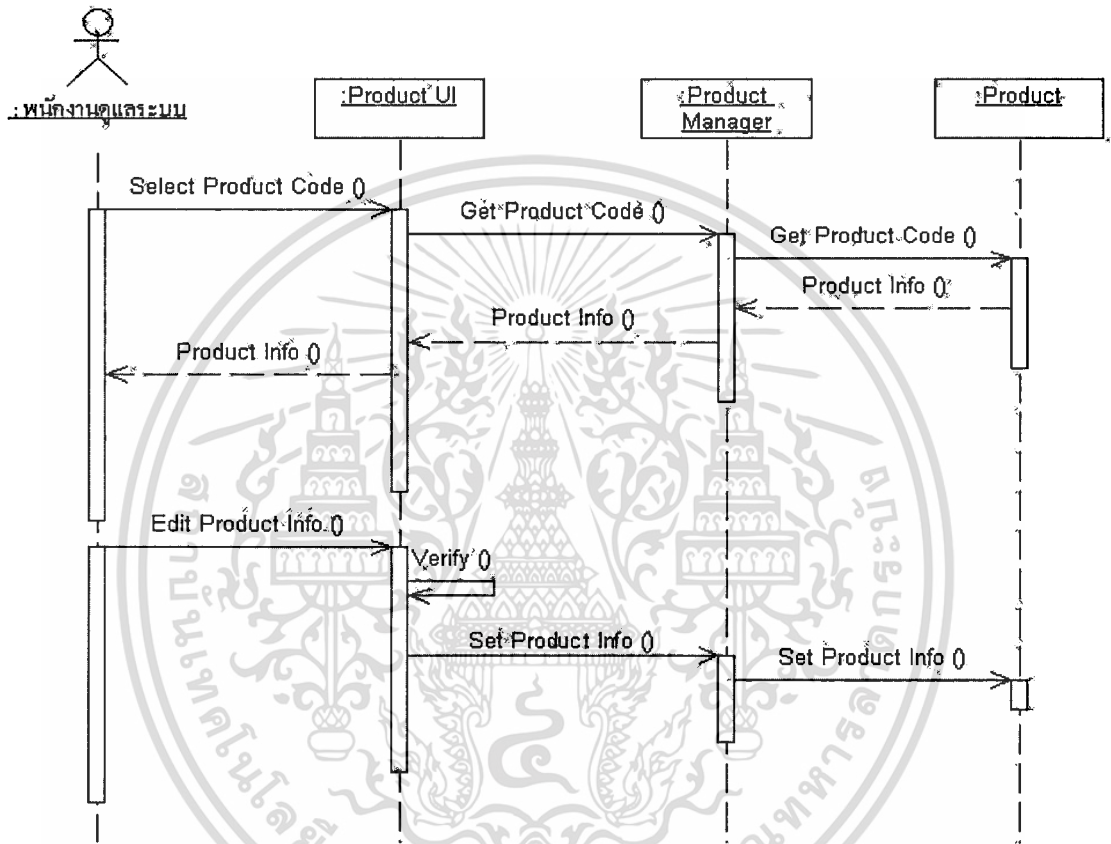 : พนักงานดูแลระบบ
:Product UI
:Product
Manager
:Product
Select Product Code ()
Get Product Code ()
Get Product Code ()
Product Info ()
Product Info ()
Product Info ()
Edit Product Info ()
Verify ()
Set Product Info ()
Set Product Info ()